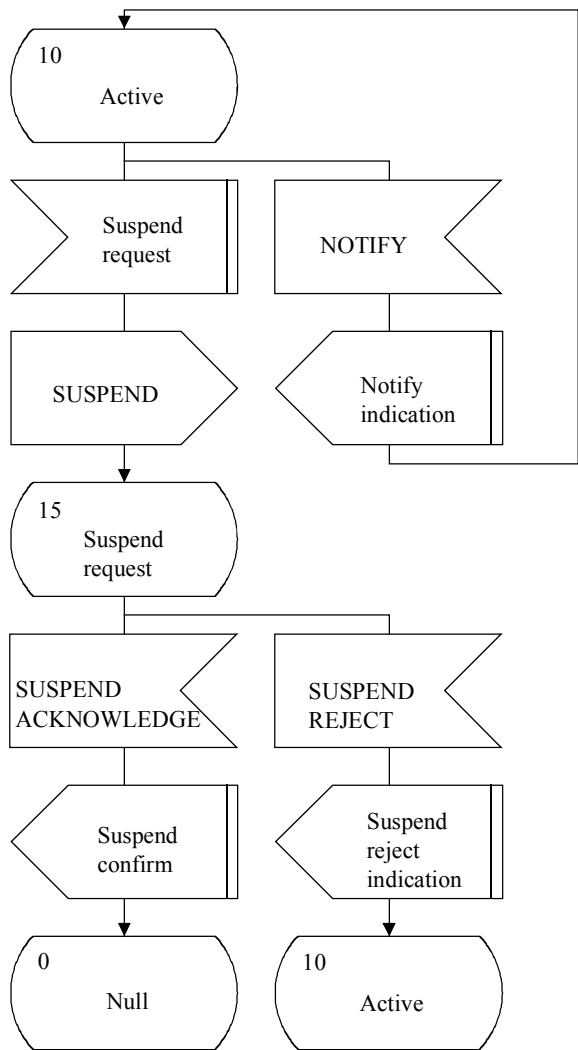 10
Active
Suspend
request
NOTIFY
SUSPEND
Notify
indication
15
Suspend
request
SUSPEND
ACKNOWLEDGE
SUSPEND
REJECT
Suspend
confirm
Suspend
reject
indication
0
Null
10
Active